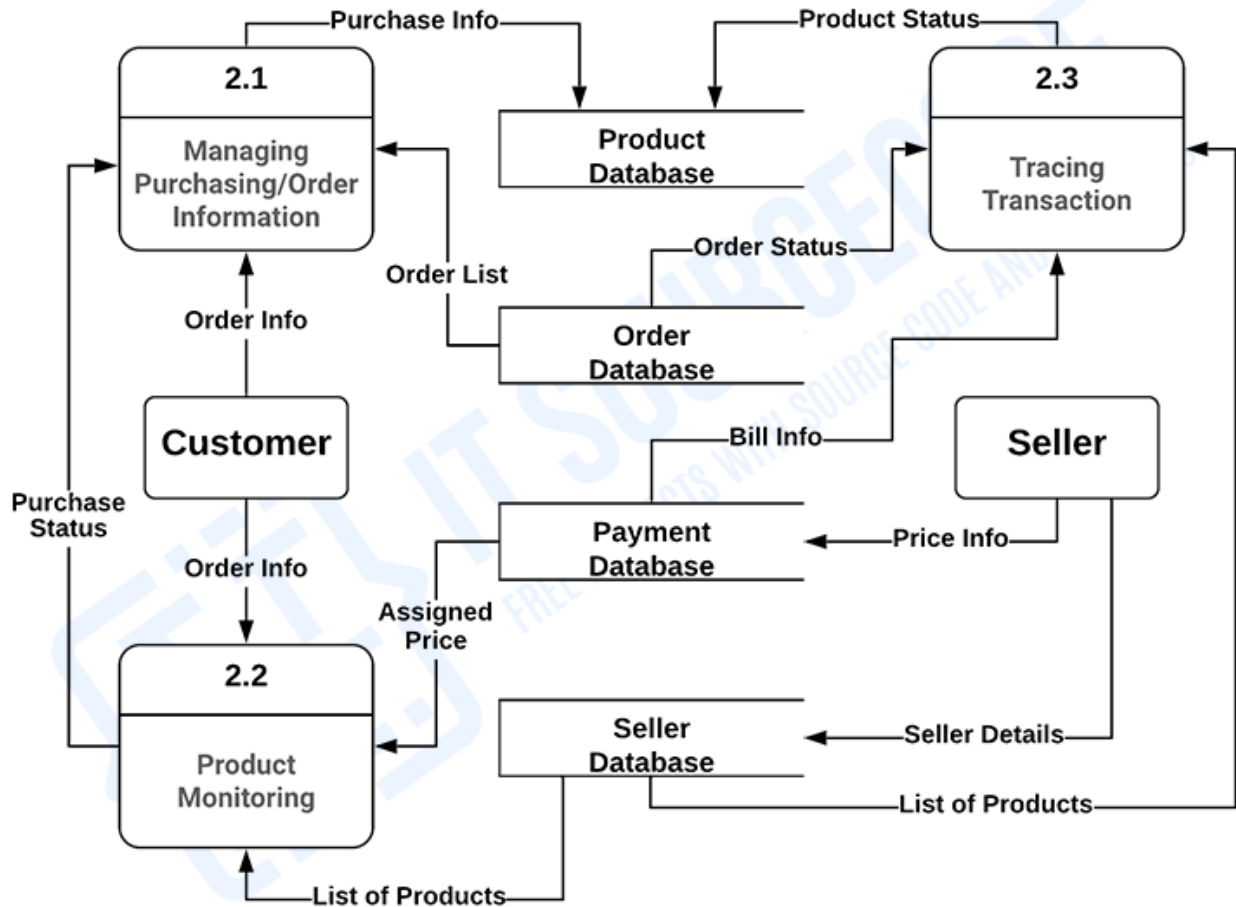 Purchase Info
Product Status
2.1
2.3
Managing
Purchasing/Order
Information
Product
Database
Tracing
Transaction
Order Status
Order List
Order Info
Order
Database
Customer
Seller
Bill Info
Purchase
Status
Payment
Database
Price Info
Order Info
Assigned
Price
2.2
Product
Monitoring
Seller
Database
Seller Details
List of Products
List of Products
IT SOURCECODE